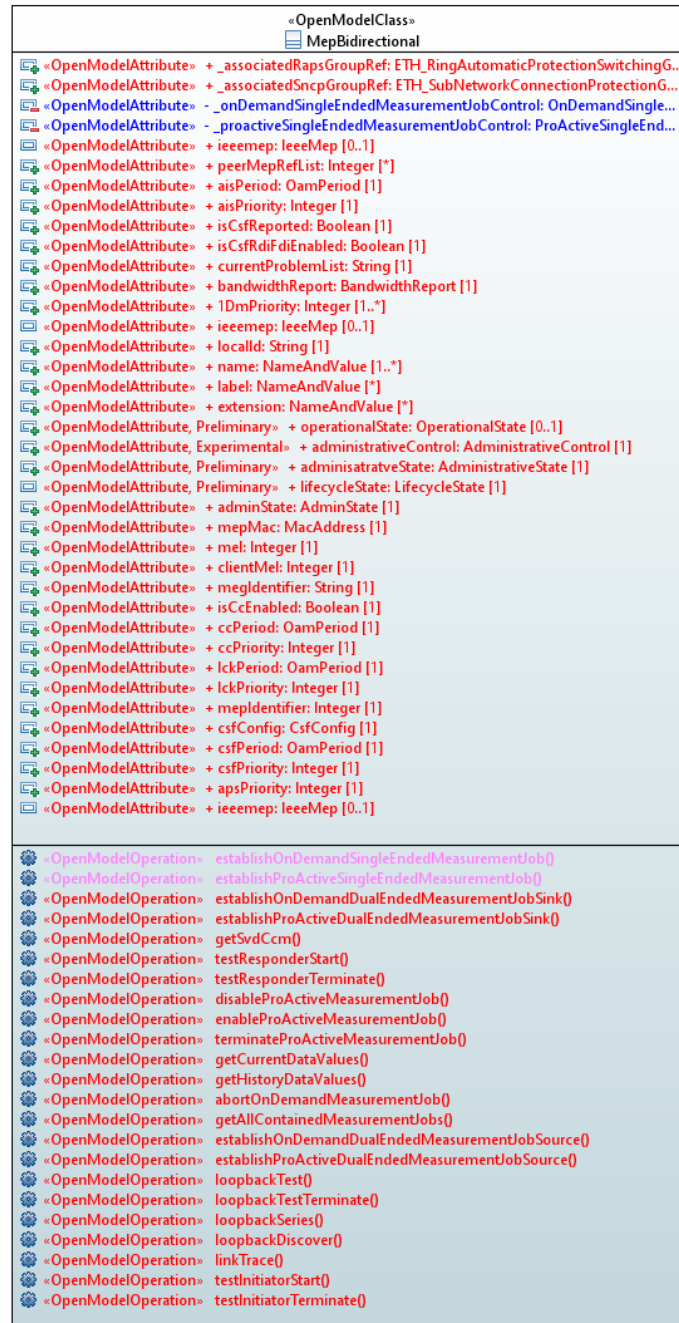 «OpenModelClass»
MepBidirectional
«OpenModelAttribute» + _associatedRapsGroupRef: ETH_RingAutomaticProtectionSwitchingG...
«OpenModelAttribute» + _associatedSncpGroupRef: ETH_SubNetworkConnectionProtectionG...
«OpenModelAttribute» - _onDemandSingleEndedMeasurementJobControl: OnDemandSingle...
«OpenModelAttribute» - _proactiveSingleEndedMeasurementJobControl: ProActiveSingleEnd...
«OpenModelAttribute» + ieeemep: IeeeMep [0..1]
«OpenModelAttribute» + peerMepRefList: Integer [*]
«OpenModelAttribute» + aisPeriod: OamPeriod [1]
«OpenModelAttribute» + aisPriority: Integer [1]
«OpenModelAttribute» + isCsfReported: Boolean [1]
«OpenModelAttribute» + isCsfRdiFdiEnabled: Boolean [1]
«OpenModelAttribute» + currentProblemList: String [1]
«OpenModelAttribute» + bandwidthReport: BandwidthReport [1]
«OpenModelAttribute» + 1DmPriority: Integer [1..*]
«OpenModelAttribute» + ieeemep: IeeeMep [0..1]
«OpenModelAttribute» + localId: String [1]
«OpenModelAttribute» + name: NameAndValue [1..*]
«OpenModelAttribute» + label: NameAndValue [*]
«OpenModelAttribute» + extension: NameAndValue [*]
«OpenModelAttribute, Preliminary» + operationalState: OperationalState [0..1]
«OpenModelAttribute, Experimental» + administrativeControl: AdministrativeControl [1]
«OpenModelAttribute, Preliminary» + adminisatratveState: AdministrativeState [1]
«OpenModelAttribute, Preliminary» + lifecycleState: LifecycleState [1]
«OpenModelAttribute» + adminState: AdminState [1]
«OpenModelAttribute» + mepMac: MacAddress [1]
«OpenModelAttribute» + mel: Integer [1]
«OpenModelAttribute» + clientMel: Integer [1]
«OpenModelAttribute» + megIdentifier: String [1]
«OpenModelAttribute» + isCcEnabled: Boolean [1]
«OpenModelAttribute» + ccPeriod: OamPeriod [1]
«OpenModelAttribute» + ccPriority: Integer [1]
«OpenModelAttribute» + lckPeriod: OamPeriod [1]
«OpenModelAttribute» + lckPriority: Integer [1]
«OpenModelAttribute» + mepIdentifier: Integer [1]
«OpenModelAttribute» + csfConfig: CsfConfig [1]
«OpenModelAttribute» + csfPeriod: OamPeriod [1]
«OpenModelAttribute» + csfPriority: Integer [1]
«OpenModelAttribute» + apsPriority: Integer [1]
«OpenModelAttribute» + ieeemep: IeeeMep [0..1]
«OpenModelOperation» establishOnDemandSingleEndedMeasurementJob()
«OpenModelOperation» establishProActiveSingleEndedMeasurementJob()
«OpenModelOperation» establishOnDemandDualEndedMeasurementJobSink()
«OpenModelOperation» establishProActiveDualEndedMeasurementJobSink()
«OpenModelOperation» getSvdCcm()
«OpenModelOperation» testResponderStart()
«OpenModelOperation» testResponderTerminate()
«OpenModelOperation» disableProActiveMeasurementJob()
«OpenModelOperation» enableProActiveMeasurementJob()
«OpenModelOperation» terminateProActiveMeasurementJob()
«OpenModelOperation» getCurrentDataValues()
«OpenModelOperation» getHistoryDataValues()
«OpenModelOperation» abortOnDemandMeasurementJob()
«OpenModelOperation» getAllContainedMeasurementJobs()
«OpenModelOperation» establishOnDemandDualEndedMeasurementJobSource()
«OpenModelOperation» establishProActiveDualEndedMeasurementJobSource()
«OpenModelOperation» loopbackTest()
«OpenModelOperation» loopbackTestTerminate()
«OpenModelOperation» loopbackSeries()
«OpenModelOperation» loopbackDiscover()
«OpenModelOperation» linkTrace()
«OpenModelOperation» testInitiatorStart()
«OpenModelOperation» testInitiatorTerminate()